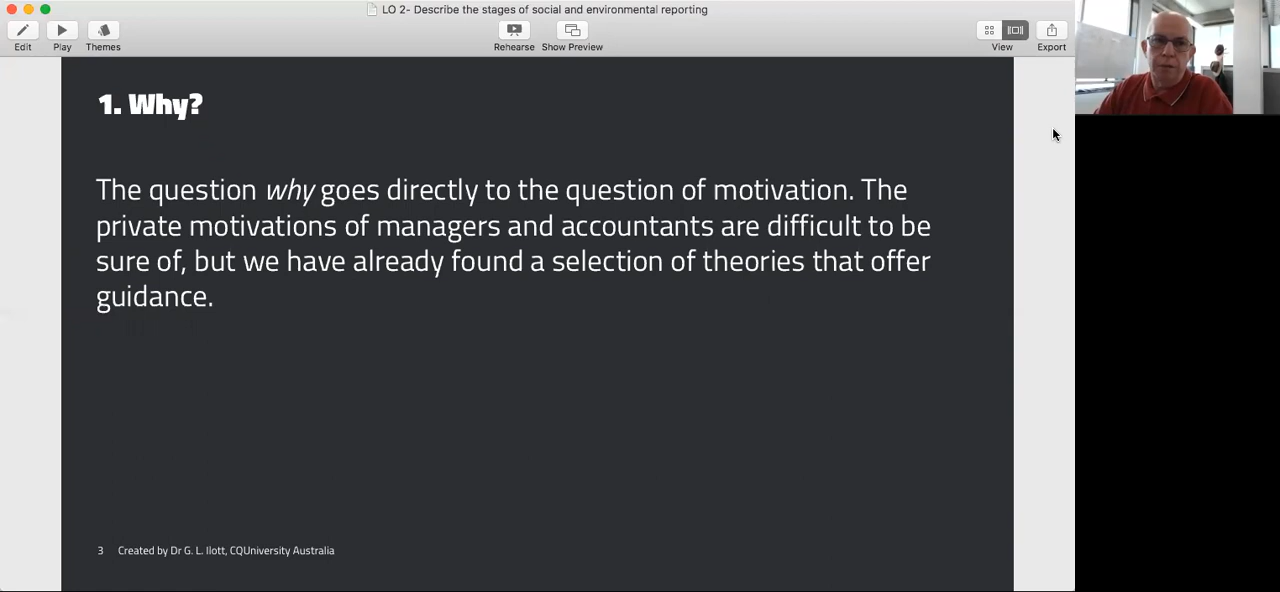 LO 2- Describe the stages of social and environmental reporting
Edit
Play
Themes
Rehearse
Show Preview
View
Export
1. Why?
The question why goes directly to the question of motivation. The
private motivations of managers and accountants are difficult to be
sure of, but we have already found a selection of theories that offer
guidance.
3 Created by Dr G. L. Ilott, CQUniversity Australia